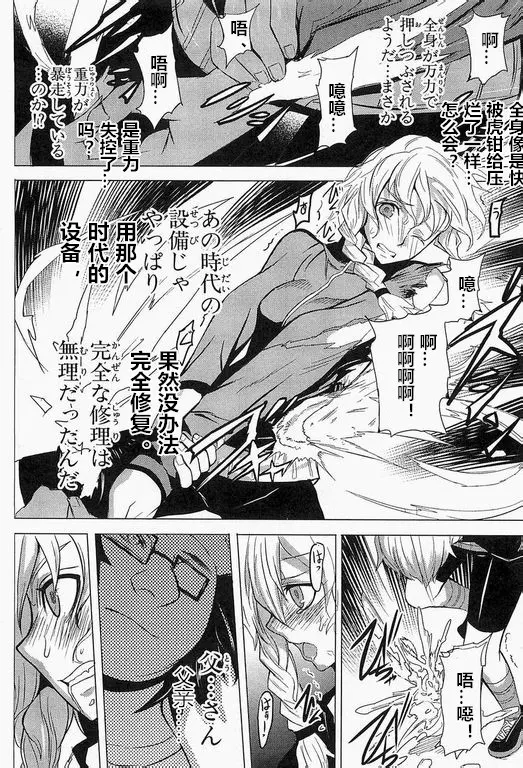 啊…
全身が万力で
押しつぶされる
ようだ…まさか
全身像是快
被虎钳给压
烂了一样…
怎么会?
唔、
噫噫…
唔啊…
重力が
暴走している
…のか!?
是重力
失控了…
吗?
噫…
啊…
啊啊啊啊!
あの時代の
設備じゃ
やっぱり
用那个
时代的
设备,
完全な修理は
無理だったんだ
果然没办法
完全修复.
唔…噁!
はぁ
はぁ!
父…さん
父亲……